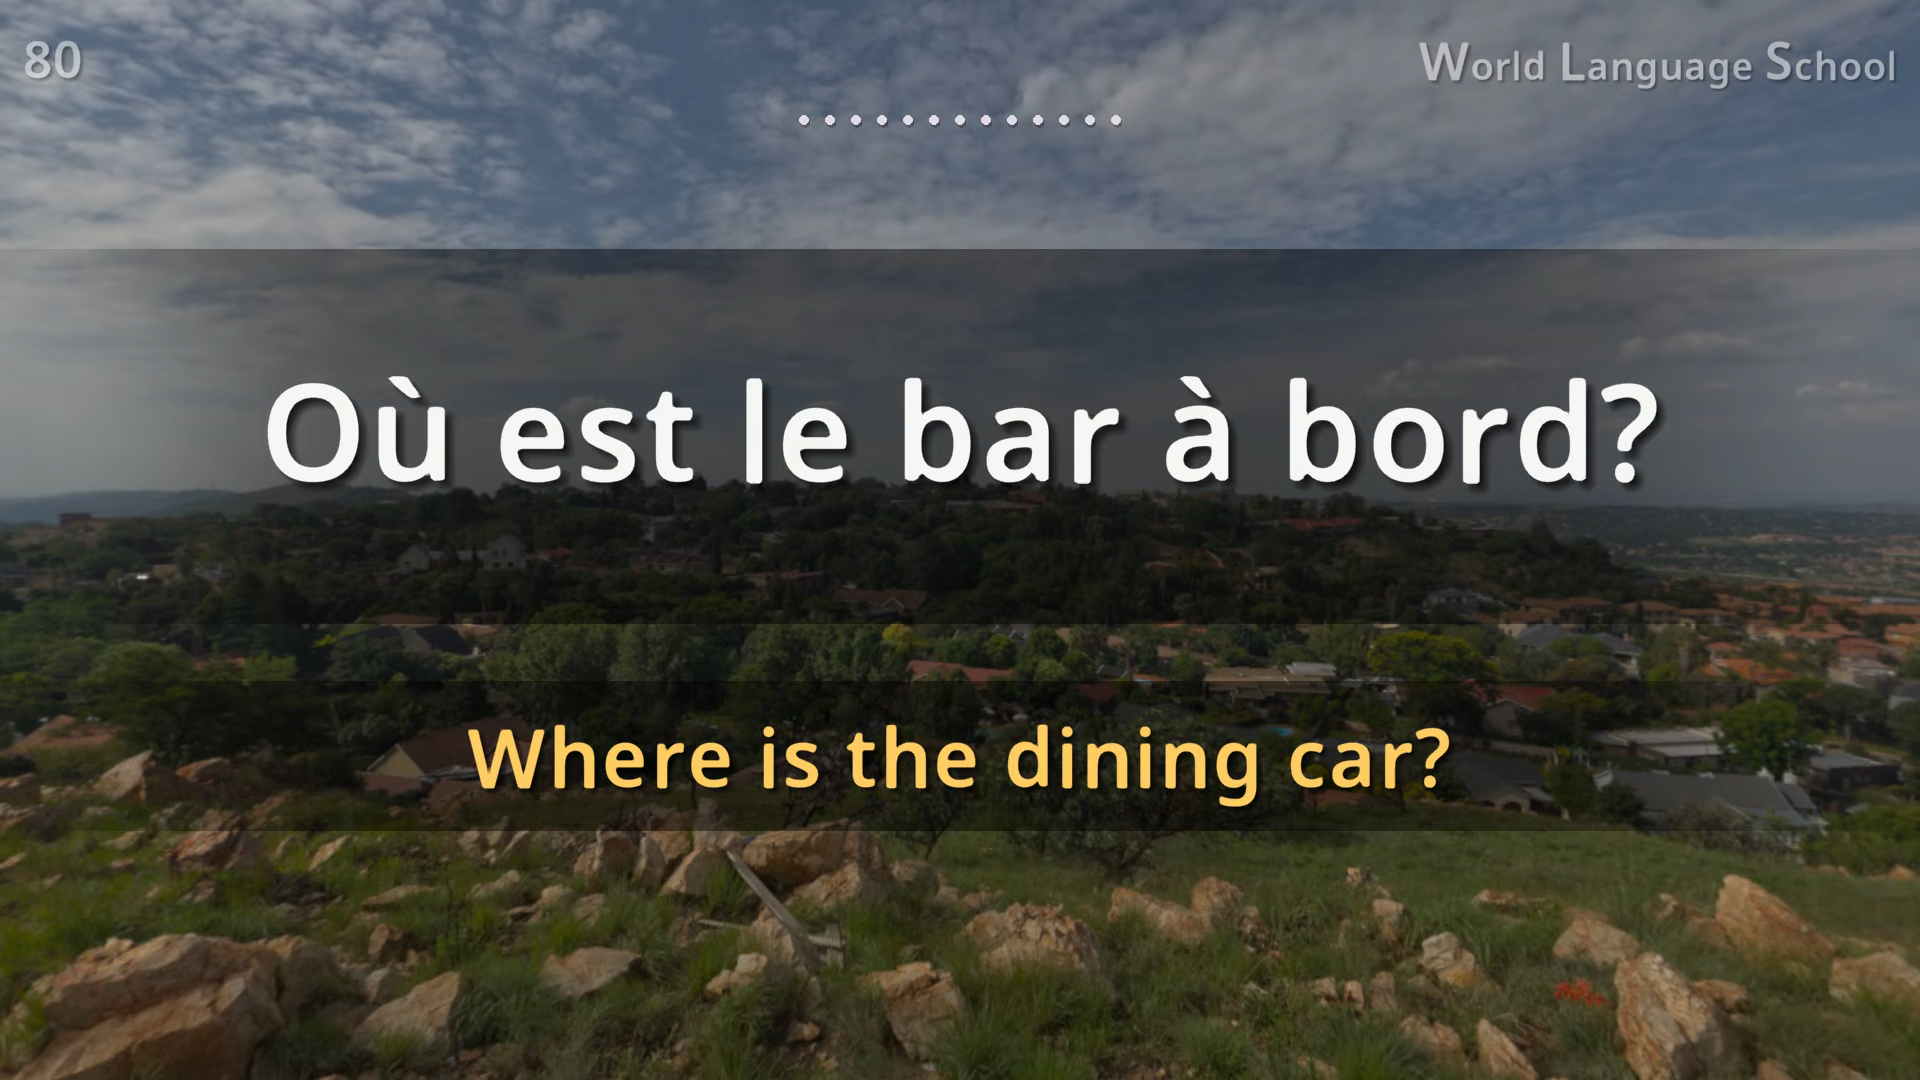 80
World Language School
Où est le bar à bord?
Where is the dining car?